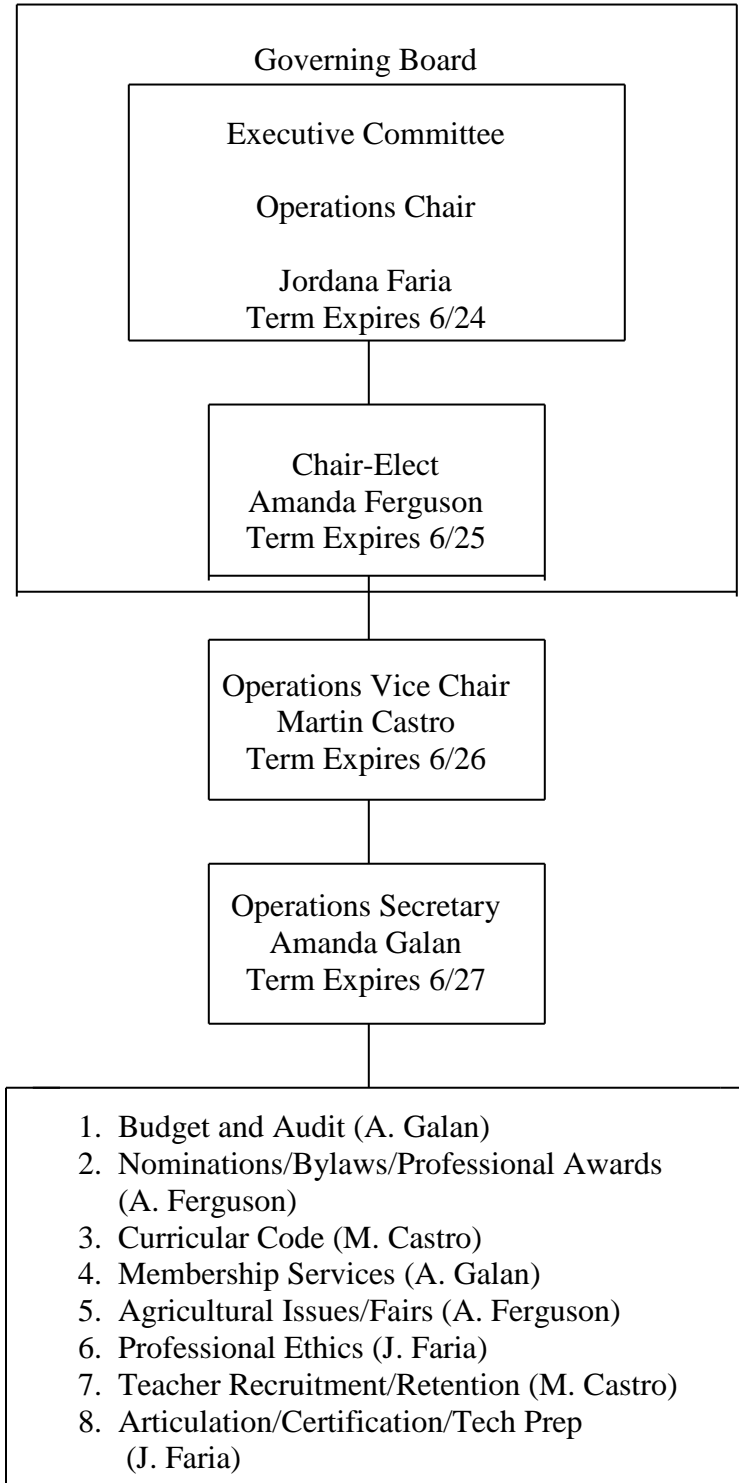 Governing Board
Executive Committee
Operations Chair
Jordana Faria
Term Expires 6/24
Chair-Elect
Amanda Ferguson
Term Expires 6/25
Operations Vice Chair
Martin Castro
Term Expires 6/26
Operations Secretary
Amanda Galan
Term Expires 6/27
1. Budget and Audit (A. Galan)
2. Nominations/Bylaws/Professional Awards
(A. Ferguson)
3. Curricular Code (M. Castro)
4. Membership Services (A. Galan)
5. Agricultural Issues/Fairs (A. Ferguson)
6. Professional Ethics (J. Faria)
7. Teacher Recruitment/Retention (M. Castro)
8. Articulation/Certification/Tech Prep
(J. Faria)